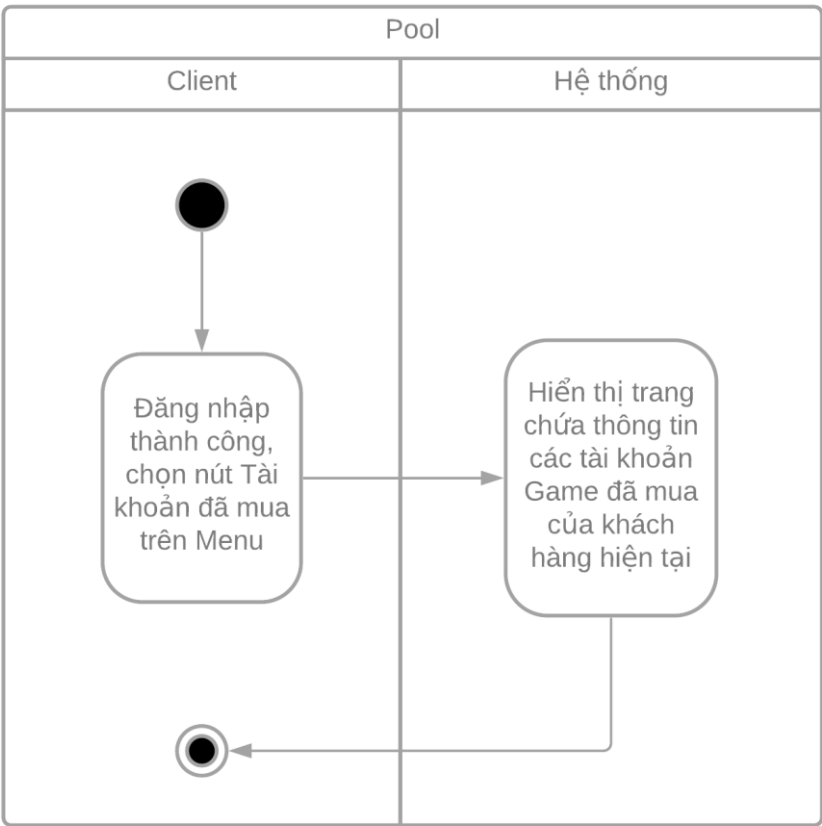 Pool
Client
Hệ thống
Đăng nhập
thành công,
chọn nút Tài
khoản đã mua
trên Menu
Hiển thị trang
chứa thông tin
các tài khoản
Game đã mua
của khách
hàng hiện tại